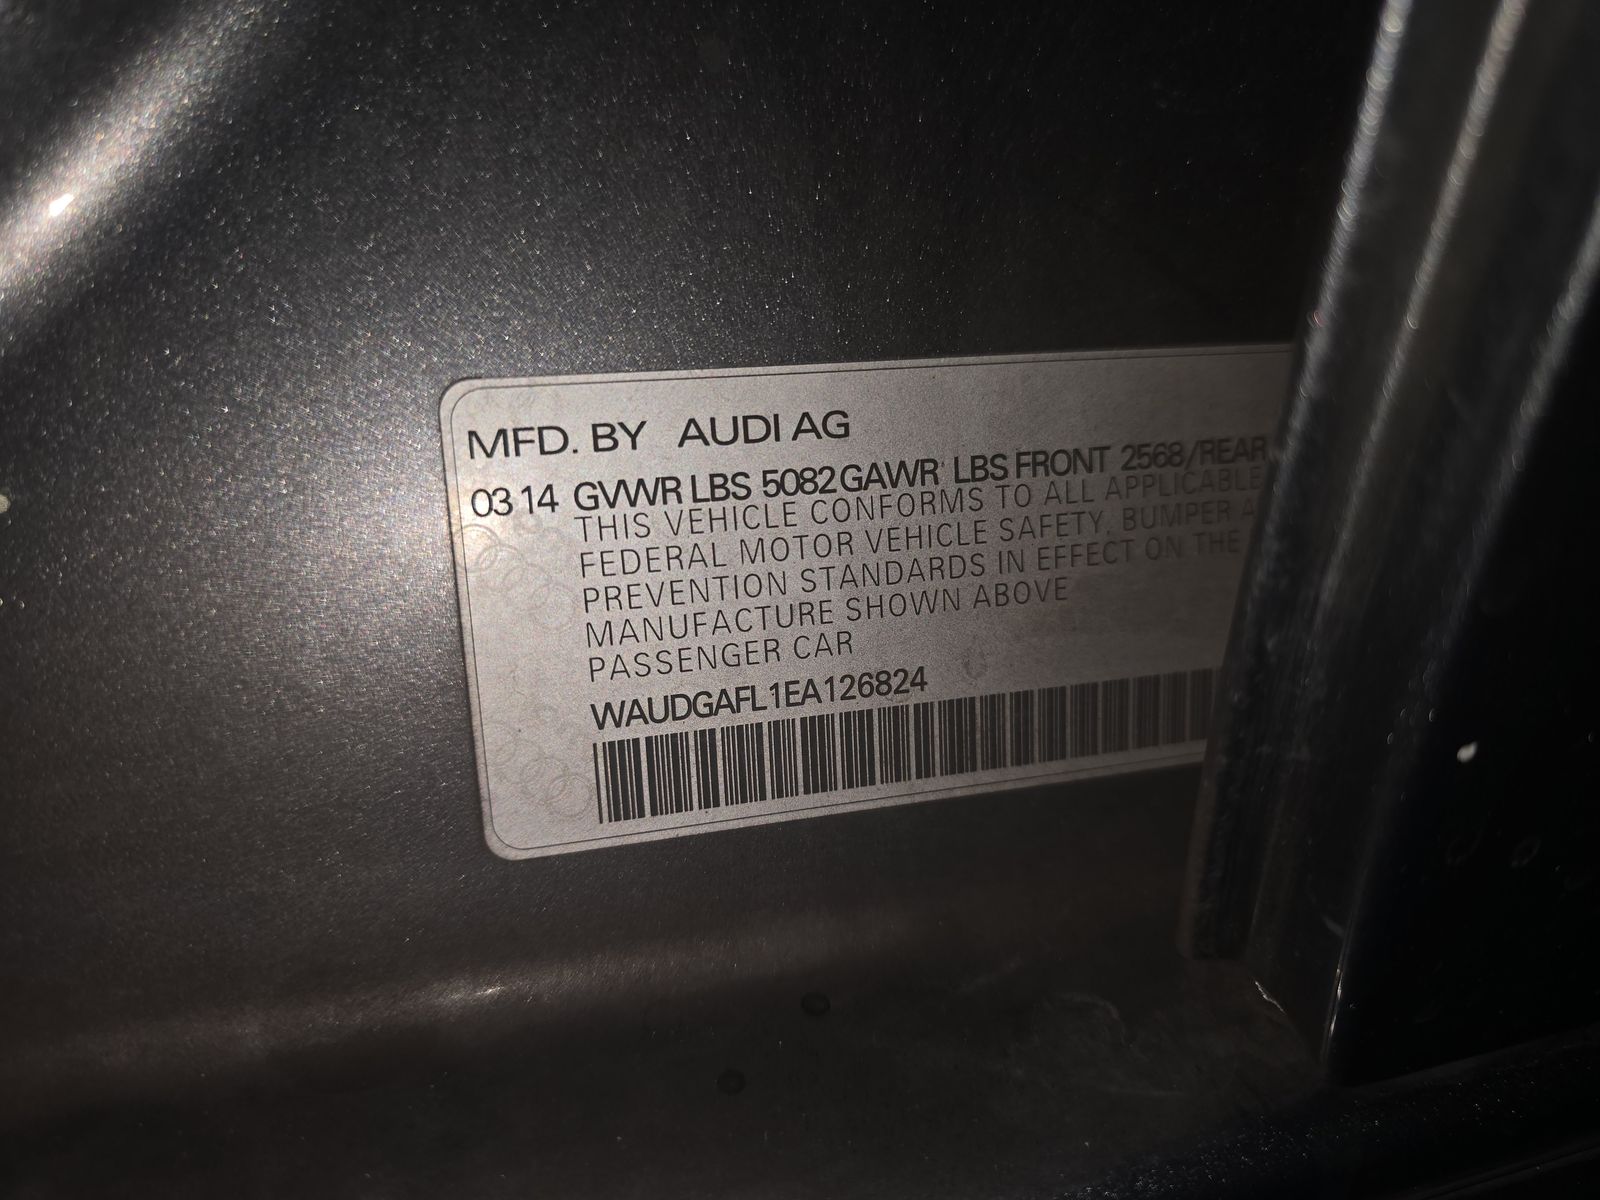 MFD. BY AUDI AG
03 14 GVWR LBS 5082 GAWR LBS FRONT 2568/REAR
THIS VEHICLE CONFORMS TO ALL APPLICABLE
FEDERAL MOTOR VEHICLE SAFETY, BUMPER
PREVENTION STANDARDS IN EFFECT ON THE
MANUFACTURE SHOWN ABOVE
PASSENGER CAR
WAUDGAFL1EA126824